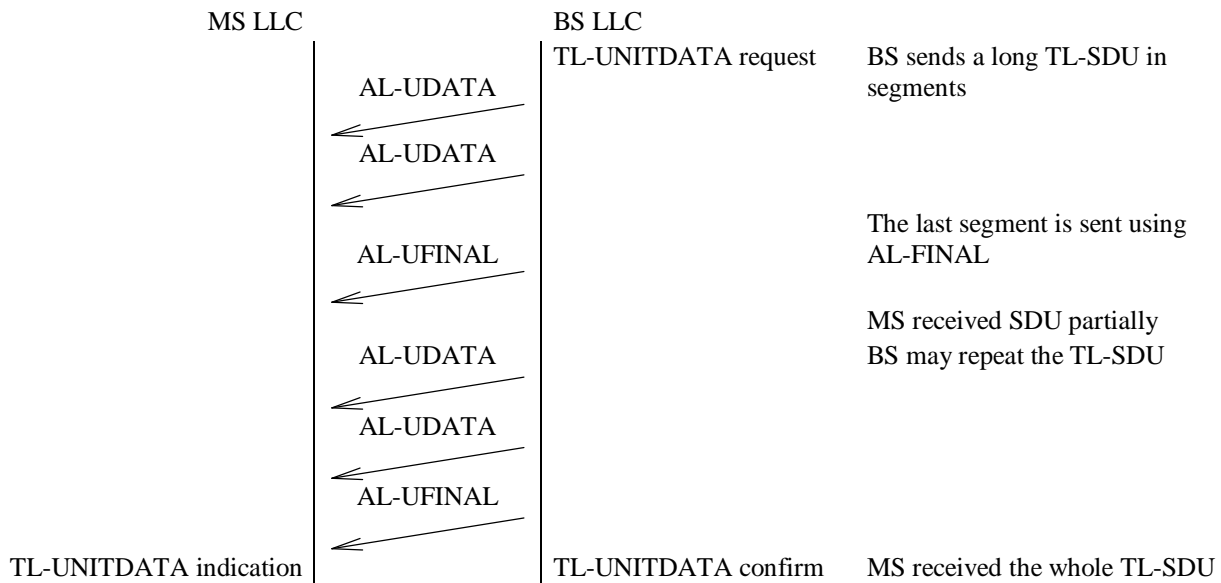 MS LLC
BS LLC
TL-UNITDATA request
BS sends a long TL-SDU in
segments
AL-UDATA
AL-UDATA
The last segment is sent using
AL-FINAL
AL-UFINAL
MS received SDU partially
AL-UDATA
BS may repeat the TL-SDU
AL-UDATA
AL-UFINAL
TL-UNITDATA indication
TL-UNITDATA confirm
MS received the whole TL-SDU